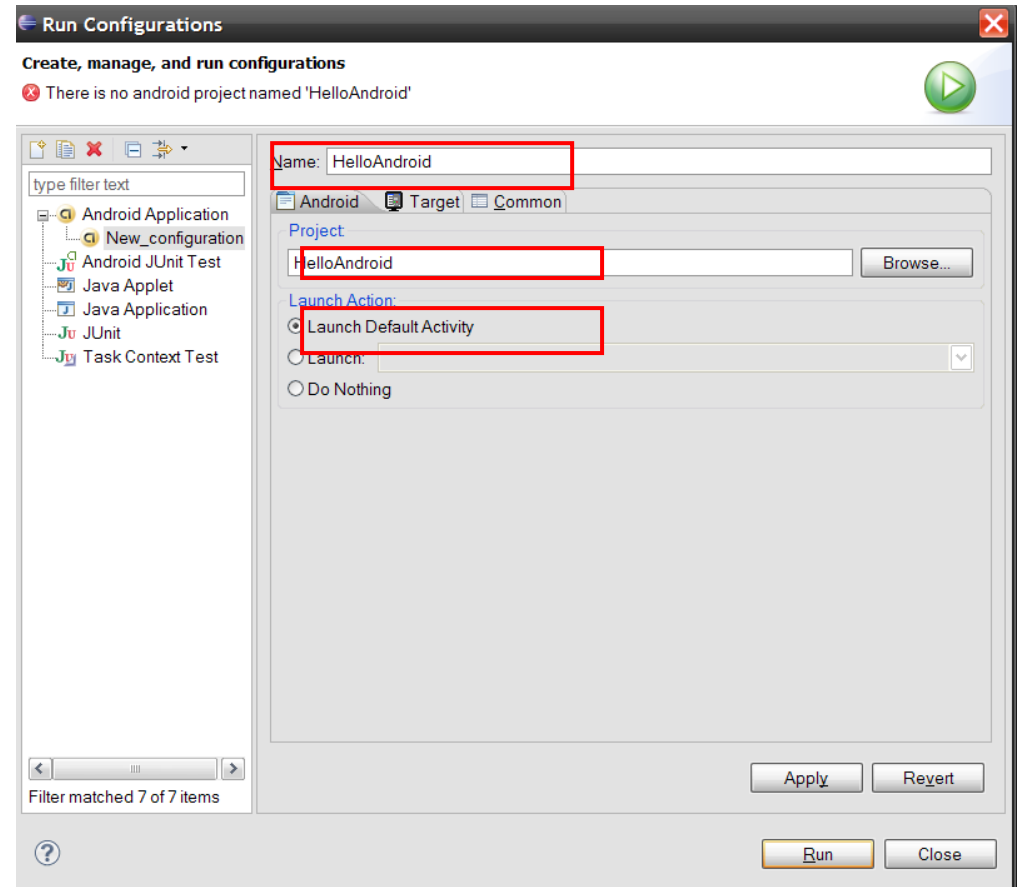 Run Configurations
Create, manage, and run configurations
There is no android project named 'HelloAndroid'
type filter text
Android Application
New_configuration
Android JUnit Test
Java Applet
Java Application
JUnit
Task Context Test
Filter matched 7 of 7 items
Name: HelloAndroid
Android Target Common
Project:
HelloAndroid Browse...
Launch Action:
Launch Default Activity
Launch:
Do Nothing
Apply Revert
Run Close